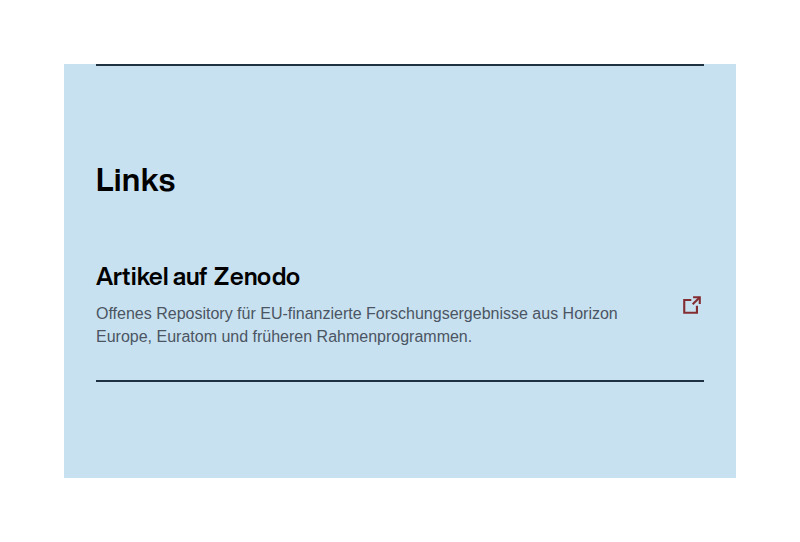 Links
Artikel auf Zenodo
Offenes Repository für EU-finanzierte Forschungsergebnisse aus Horizon
Europe, Euratom und früheren Rahmenprogrammen.